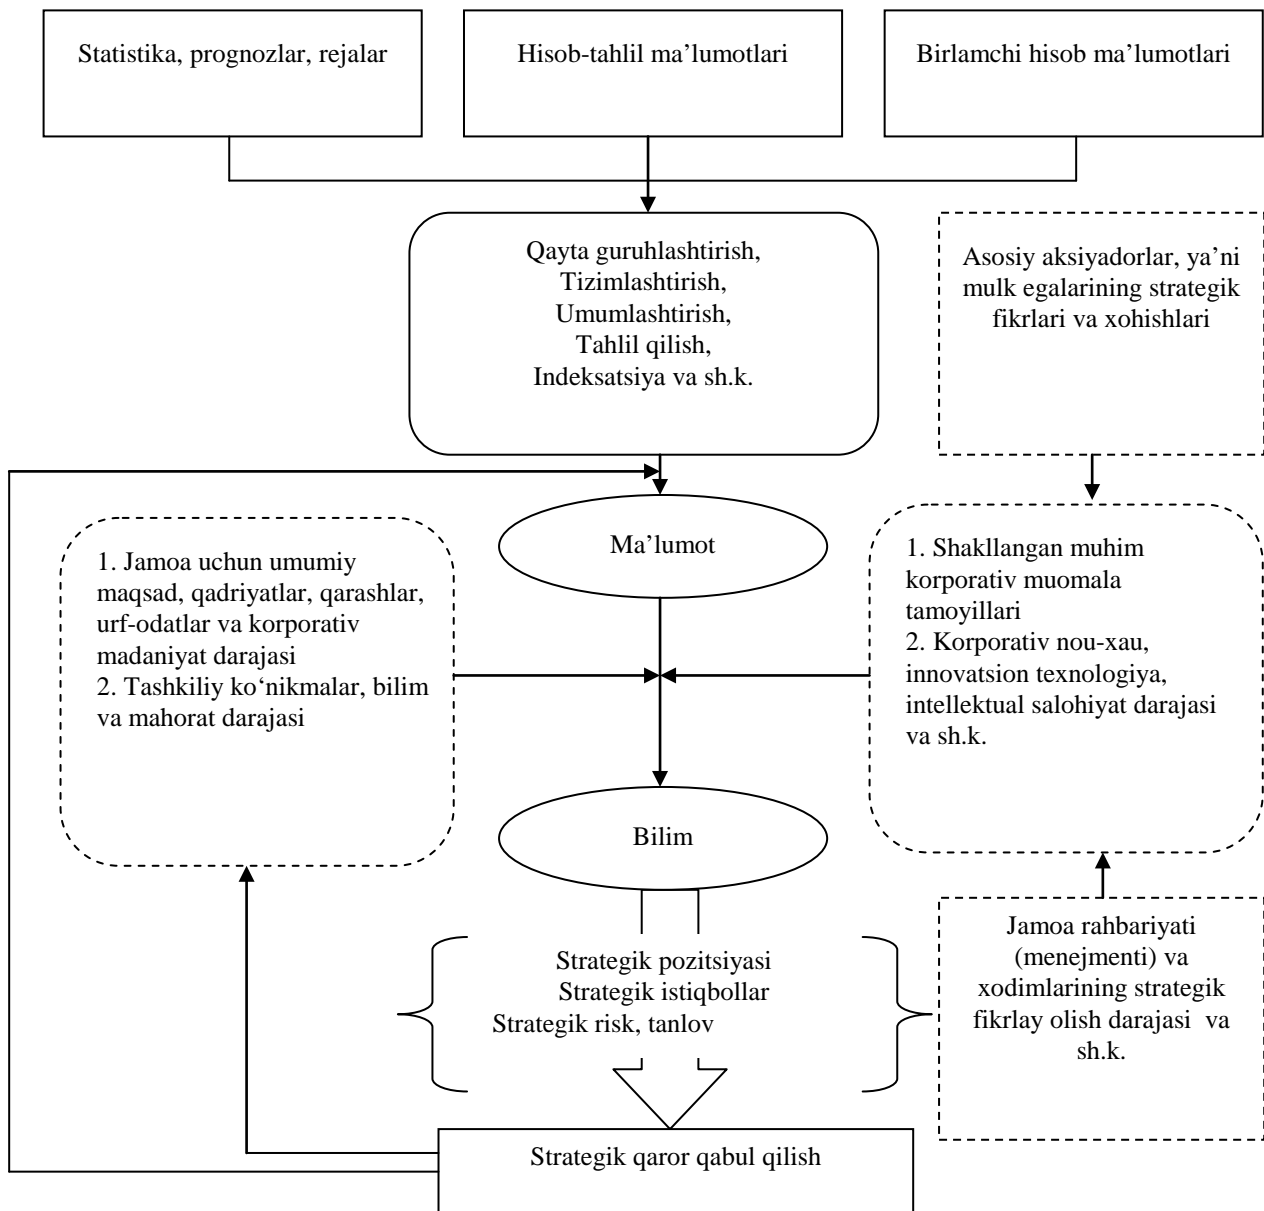 Statistika, prognozlar, rejalar
Hisob-tahlil ma’lumotlari
Birlamchi hisob ma’lumotlari
Qayta guruhlashtirish,
Tizimlashtirish,
Umumlashtirish,
Tahlil qilish,
Indeksatsiya va sh.k.
Asosiy aksiyadorlar, ya’ni
mulk egalarining strategik
fikrlari va xohishlari
Ma’lumot
1. Jamoa uchun umumiy
maqsad, qadriyatlar, qarashlar,
urf-odatlar va korporativ
madaniyat darajasi
2. Tashkiliy ko‘nikmalar, bilim
va mahorat darajasi
1. Shakllangan muhim
korporativ muomala
tamoyillari
2. Korporativ nou-xau,
innovatsion texnologiya,
intellektual salohiyat darajasi
va sh.k.
Bilim
Strategik pozitsiyasi
Strategik istiqbollar
Strategik risk, tanlov
Jamoa rahbariyati
(menejmenti) va
xodimlarining strategik
fikrlay olish darajasi va
sh.k.
Strategik qaror qabul qilish